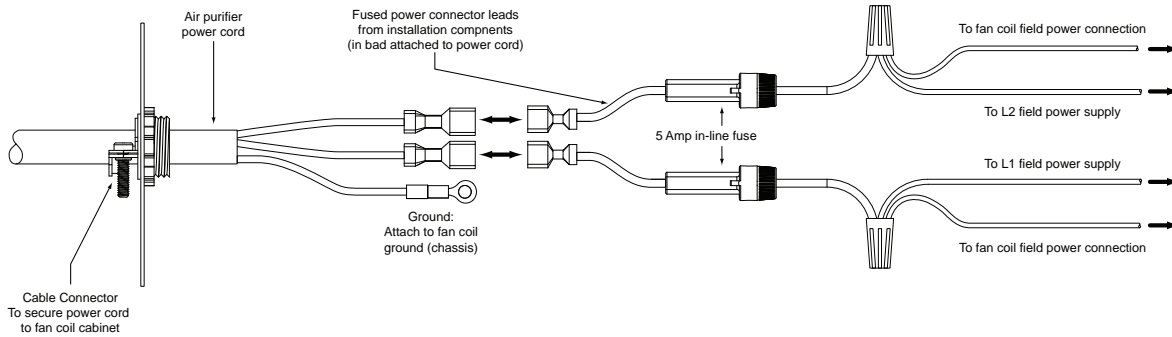 Air purifier
power cord
Fused power connector leads
from installation compnents
(in bad attached to power cord)
To fan coil field power connection
To L2 field power supply
5 Amp in-line fuse
To L1 field power supply
Ground:
Attach to fan coil
ground (chassis)
To fan coil field power connection
Cable Connector
To secure power cord
to fan coil cabinet